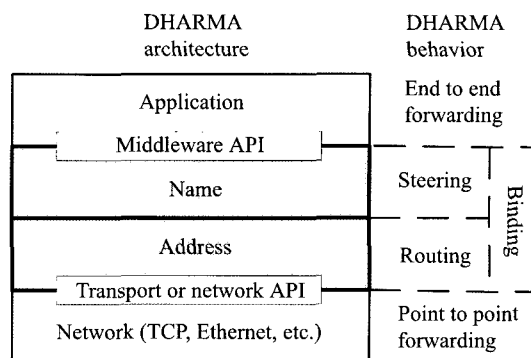 DHARMA
architecture
DHARMA
behavior
Application
End to end
forwarding
Middleware API
Name
Steering
Binding
Address
Routing
Transport or network API
Network (TCP, Ethernet, etc.)
Point to point
forwarding